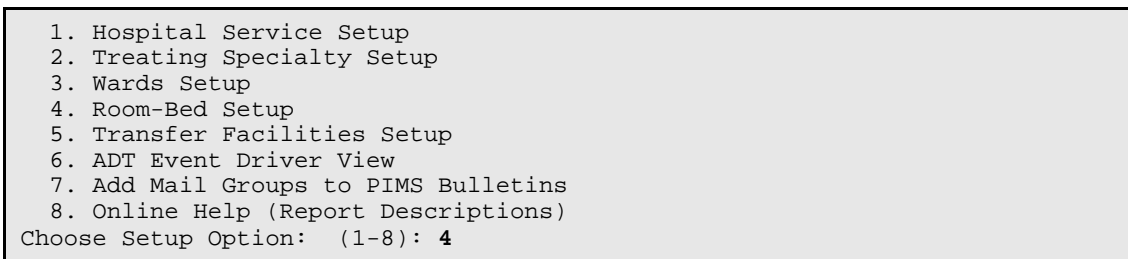 1. Hospital Service Setup
2. Treating Specialty Setup
3. Wards Setup
4. Room-Bed Setup
5. Transfer Facilities Setup
6. ADT Event Driver View
7. Add Mail Groups to PIMS Bulletins
8. Online Help (Report Descriptions)
Choose Setup Option:  (1-8): 4